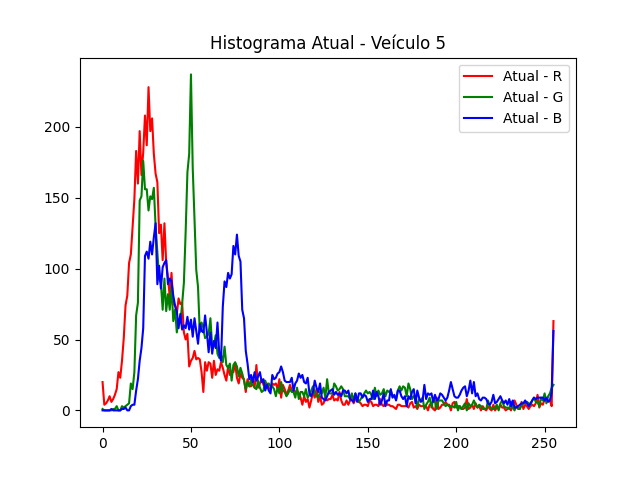 Histograma Atual - Veículo 5
Atual - R
Atual - G
Atual - B
200
150
100
50
0
0 50 100 150 200 250